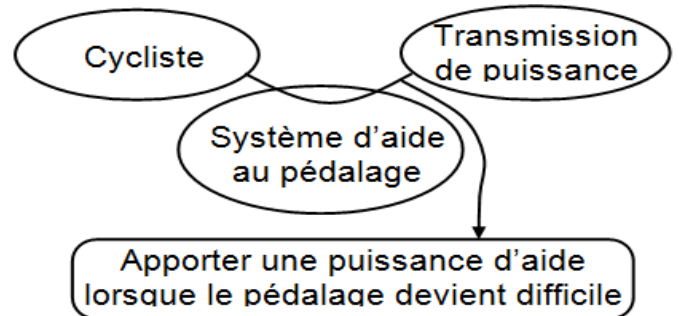 Cycliste
Transmission
de puissance
Système d'aide
au pédalage
Apporter une puissance d'aide
lorsque le pédalage devient difficile